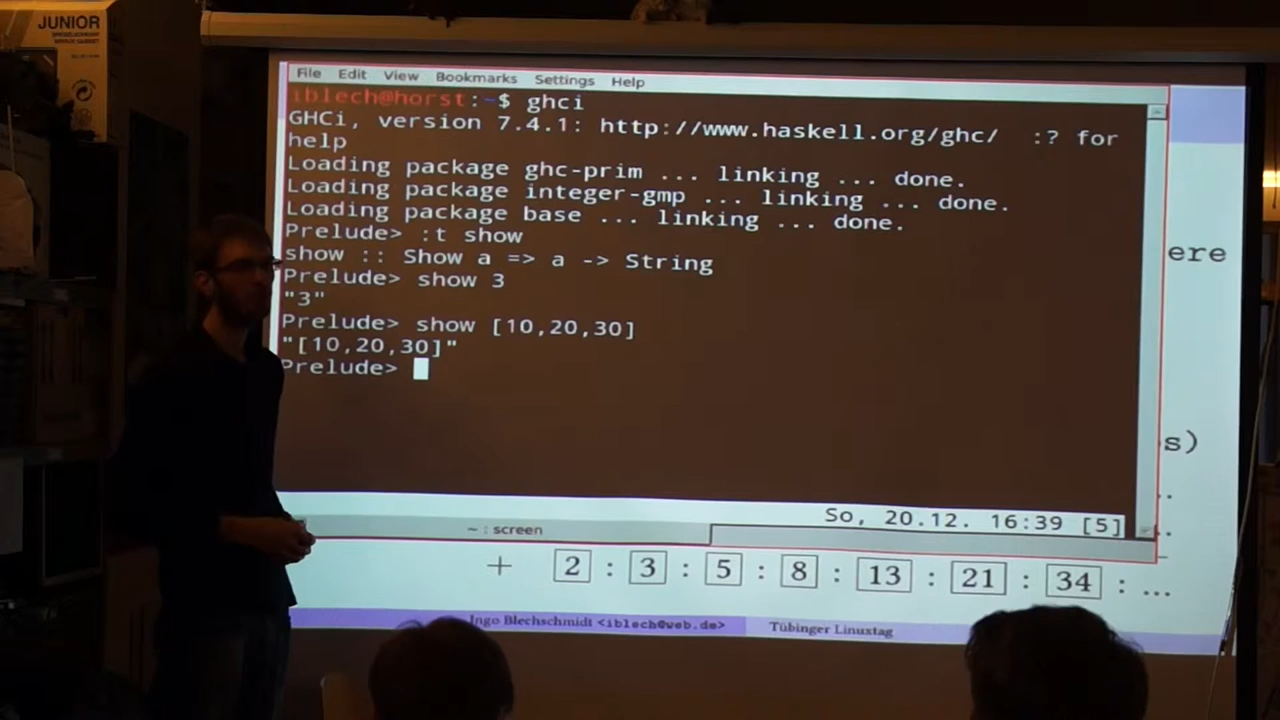 JUNIOR
File Edit View Bookmarks Settings Help
iblech@horst:~$ ghci
GHCi, version 7.4.1: http://www.haskell.org/ghc/  :? for
help
Loading package ghc-prim ... linking ... done.
Loading package integer-gmp ... linking ... done.
Loading package base ... linking ... done.
Prelude> :t show
show :: Show a => a -> String
Prelude> show 3
"3"
Prelude> show [10,20,30]
"[10,20,30]"
Prelude>
ere
s)
So, 20.12. 16:39 [5]
~ : screen
+ 2 : 3 : 5 : 8 : 13 : 21 : 34 : ...
Ingo Blechschmidt <iblech@web.de> Tübinger Linuxtag